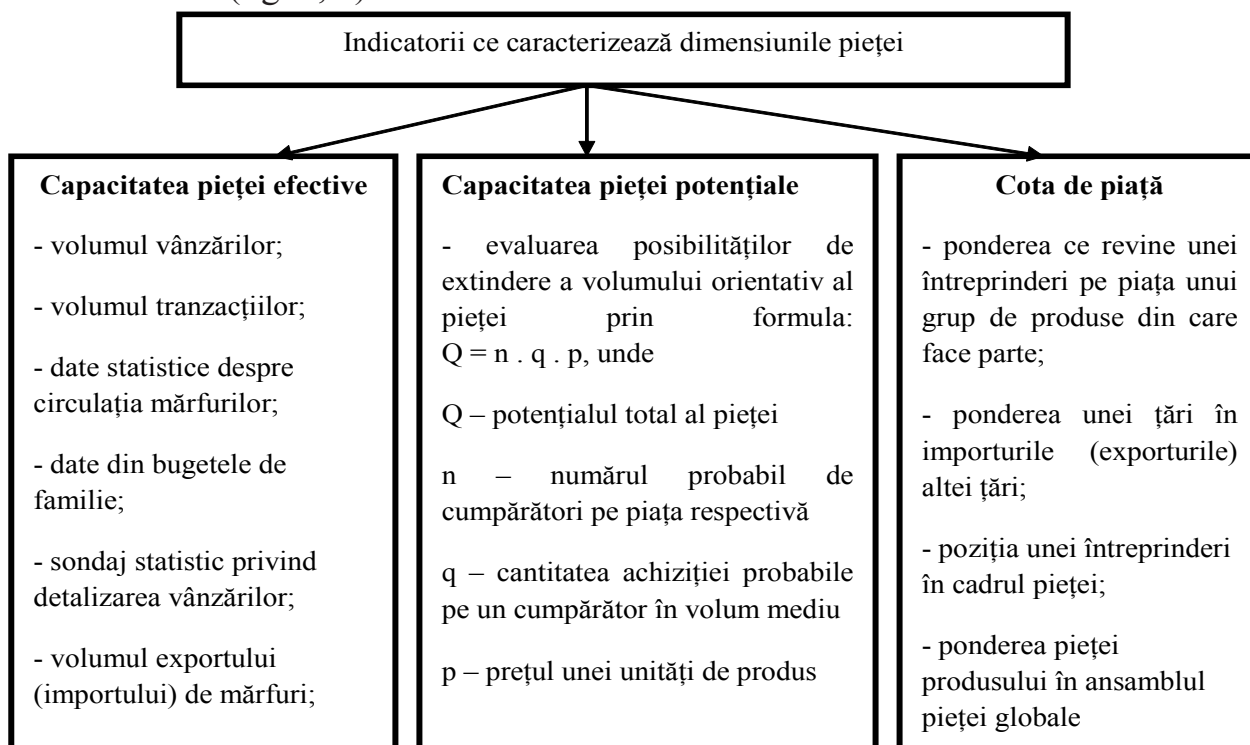 Indicatorii ce caracterizează dimensiunile pieței
Capacitatea pieței efective
- volumul vânzărilor;
- volumul tranzacțiilor;
- date statistice despre
circulația mărfurilor;
- date din bugetele de
familie;
- sondaj statistic privind
detalizarea vânzărilor;
- volumul exportului
(importului) de mărfuri;
Capacitatea pieței potențiale
- evaluarea posibilităților de
extindere a volumului orientativ al
pieței prin formula:
Q = n . q . p, unde
Q – potențialul total al pieței
n – numărul probabil de
cumpărători pe piața respectivă
q – cantitatea achiziției probabile
pe un cumpărător în volum mediu
p – prețul unei unități de produs
Cota de piață
- ponderea ce revine unei
întreprinderi pe piața unui
grup de produse din care
face parte;
- ponderea unei țări în
importurile (exporturile)
altei țări;
- poziția unei întreprinderi
în cadrul pieței;
- ponderea pieței
produsului în ansamblul
pieței globale